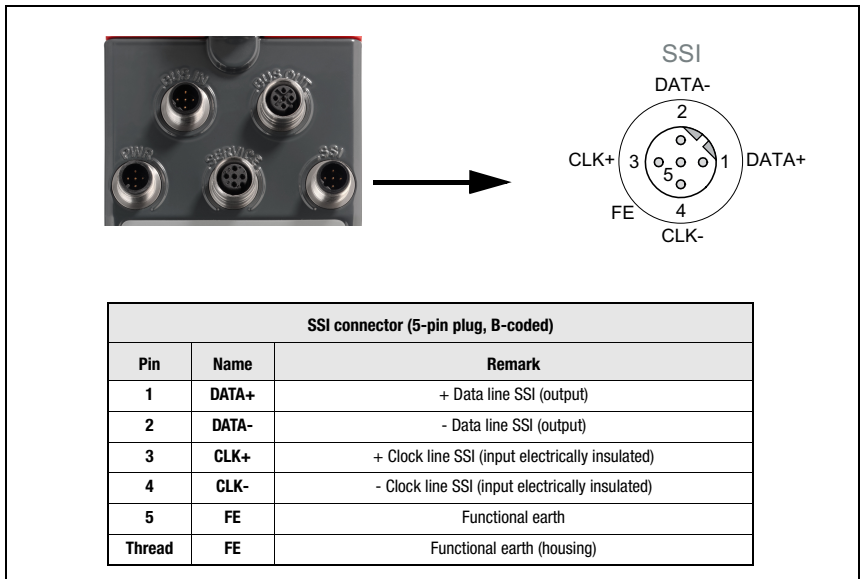 BUS IN
BUS OUT
PWR
SERVICE
SSI
SSI
DATA-
2
CLK+ 3 5 1 DATA+
FE 4
CLK-
SSI connector (5-pin plug, B-coded)
Pin Name Remark
1 DATA+ + Data line SSI (output)
2 DATA- - Data line SSI (output)
3 CLK+ + Clock line SSI (input electrically insulated)
4 CLK- - Clock line SSI (input electrically insulated)
5 FE Functional earth
Thread FE Functional earth (housing)